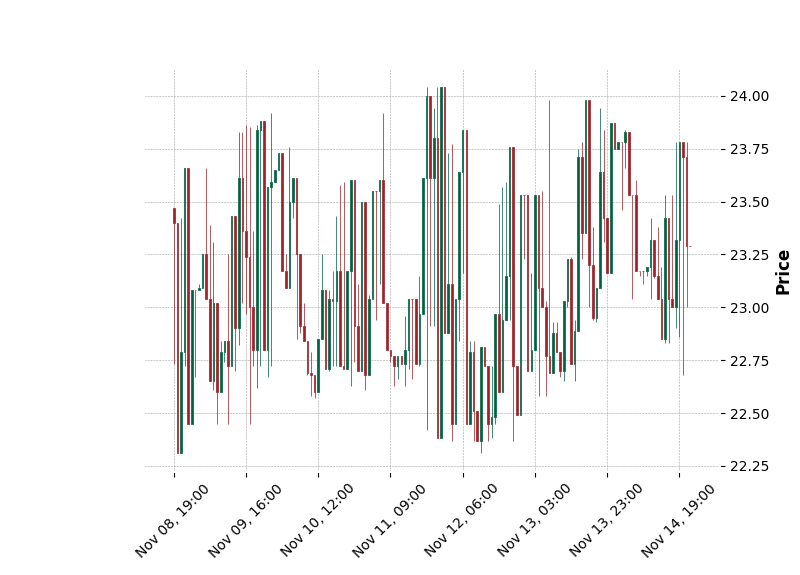 24.00
23.75
23.50
23.25
23.00
22.75
22.50
22.25
Price
Nov 08, 19:00
Nov 09, 16:00
Nov 10, 12:00
Nov 11, 09:00
Nov 12, 06:00
Nov 13, 03:00
Nov 13, 23:00
Nov 14, 19:00